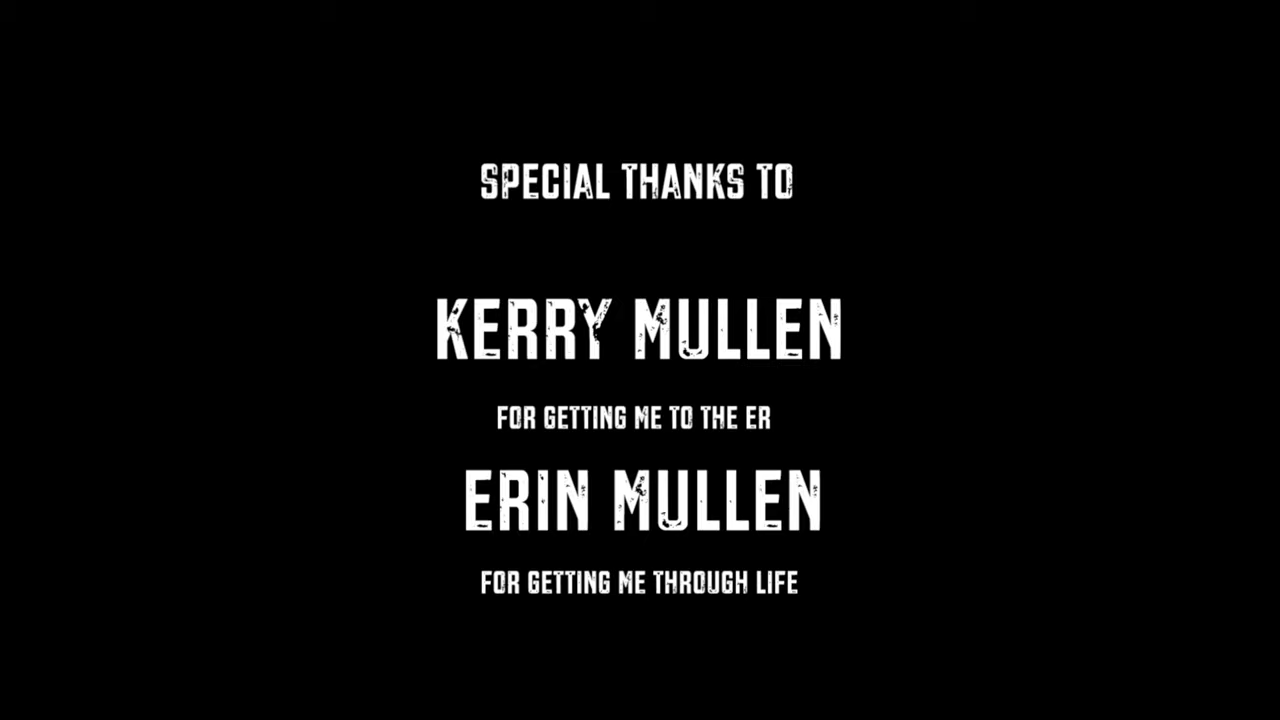 SPECIAL THANKS TO
KERRY MULLEN
FOR GETTING ME TO THE ER
ERIN MULLEN
FOR GETTING ME THROUGH LIFE